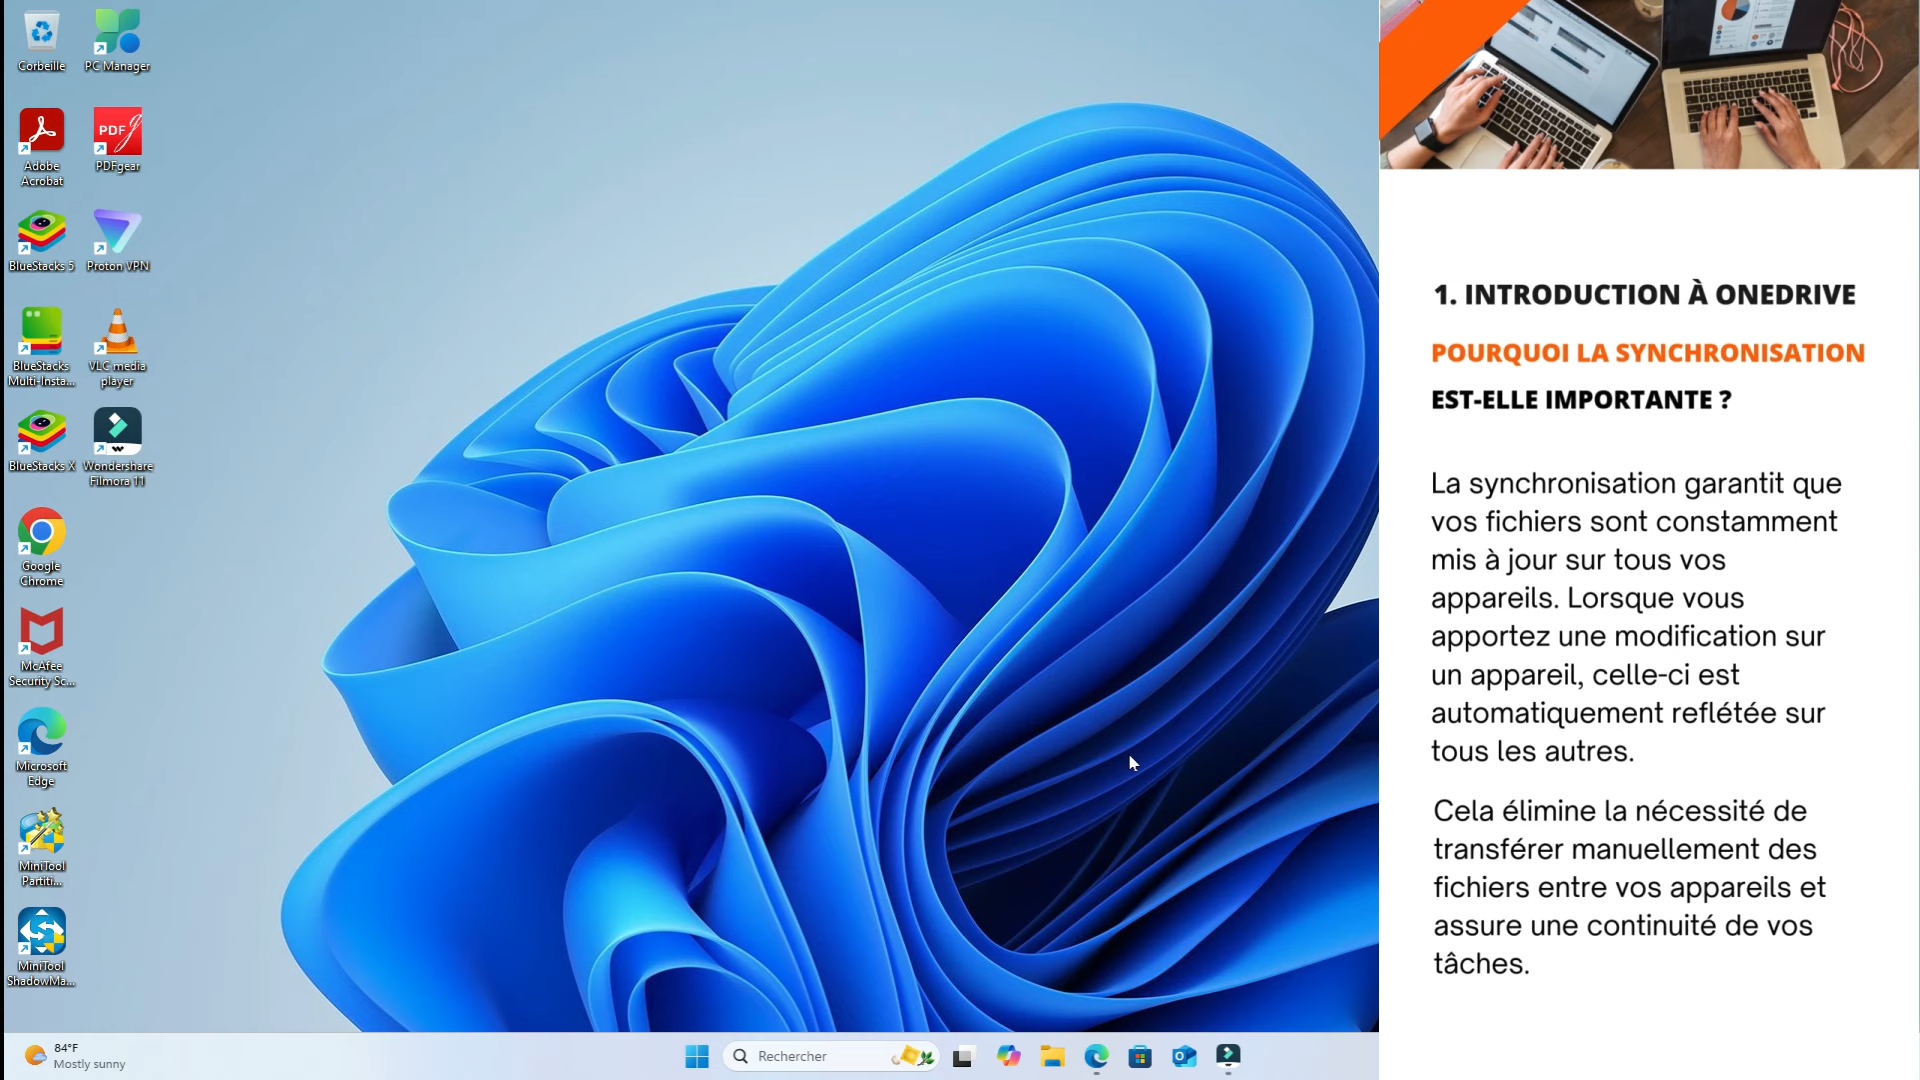 Corbeille
PC Manager
Adobe
Acrobat
PDF
PDFgear
BlueStacks 5
Proton VPN
BlueStacks
Multi-Insta...
VLC media
player
BlueStacks X
Wondershare
Filmora 11
Google
Chrome
McAfee
Security Sc...
Microsoft
Edge
MiniTool
Partiti...
MiniTool
ShadowMa...
84°F
Mostly sunny
Rechercher
1. INTRODUCTION À ONEDRIVE
POURQUOI LA SYNCHRONISATION
EST-ELLE IMPORTANTE ?
La synchronisation garantit que
vos fichiers sont constamment
mis à jour sur tous vos
appareils. Lorsque vous
apportez une modification sur
un appareil, celle-ci est
automatiquement reflétée sur
tous les autres.
Cela élimine la nécessité de
transférer manuellement des
fichiers entre vos appareils et
assure une continuité de vos
tâches.